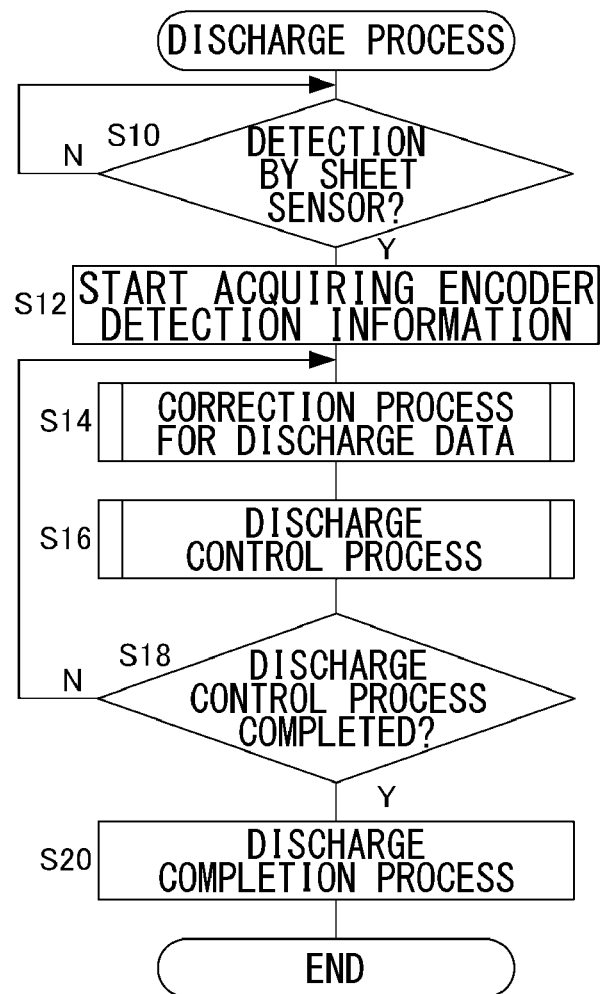 DISCHARGE PROCESS
S10
N
DETECTION
BY SHEET
SENSOR?
Y
S12
START ACQUIRING ENCODER
DETECTION INFORMATION
S14
CORRECTION PROCESS
FOR DISCHARGE DATA
S16
DISCHARGE
CONTROL PROCESS
S18
N
DISCHARGE
CONTROL PROCESS
COMPLETED?
Y
S20
DISCHARGE
COMPLETION PROCESS
END